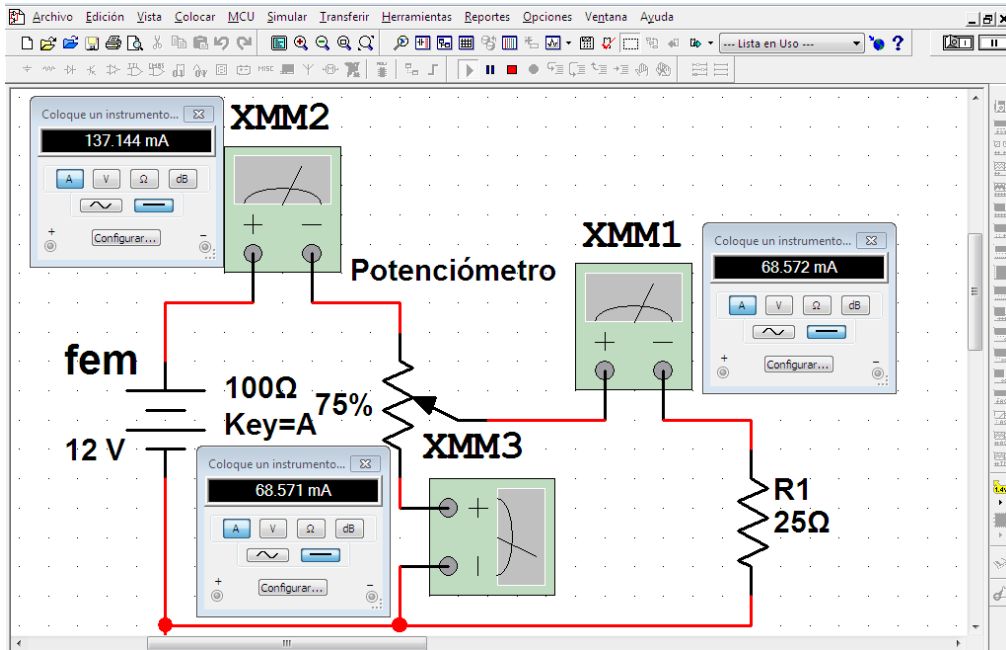 Archivo Edición Vista Colocar MCU Simular Transferir Herramientas Reportes Opciones Ventana Ayuda
--- Lista en Uso ---
MISC
Coloque un instrumento...
137.144 mA
A V Ω dB
+ −
Configurar...
XMM2
+ −
Potenciómetro
XMM1
+ −
Coloque un instrumento...
68.572 mA
A V Ω dB
+ −
Configurar...
fem
12 V
100Ω
Key=A
75%
XMM3
+ −
Coloque un instrumento...
68.571 mA
A V Ω dB
+ −
Configurar...
R1
25Ω